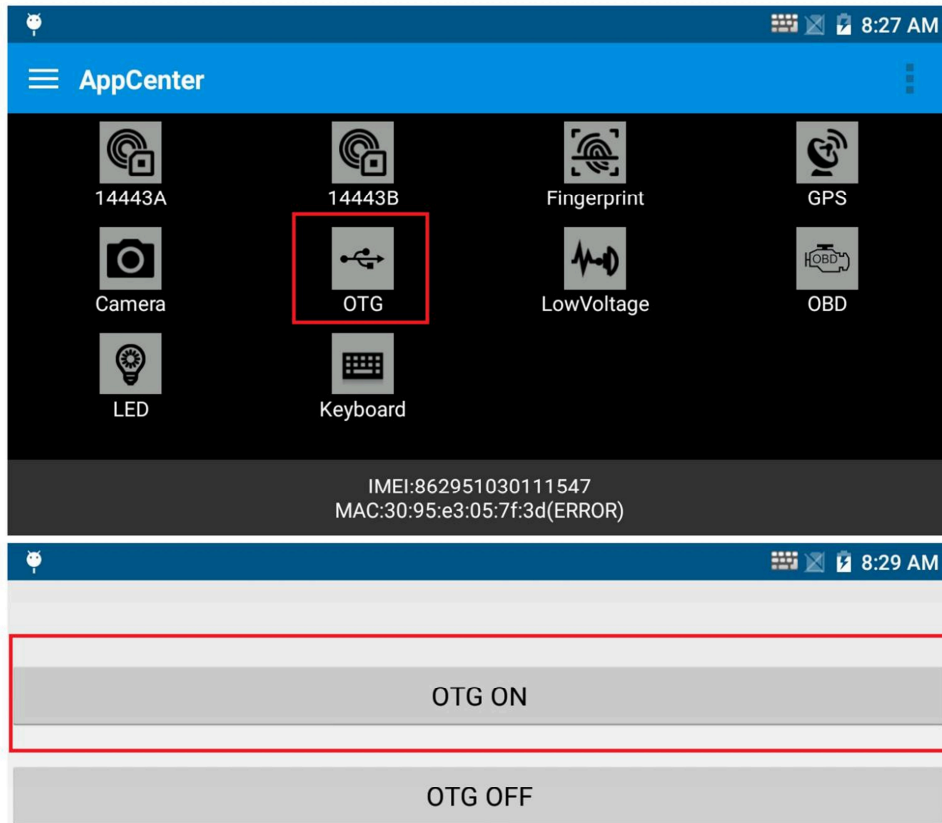 8:27 AM
AppCenter
14443A
14443B
Fingerprint
GPS
Camera
OTG
LowVoltage
OBD
OBD
LED
Keyboard
IMEI:862951030111547
MAC:30:95:e3:05:7f:3d(ERROR)
8:29 AM
OTG ON
OTG OFF